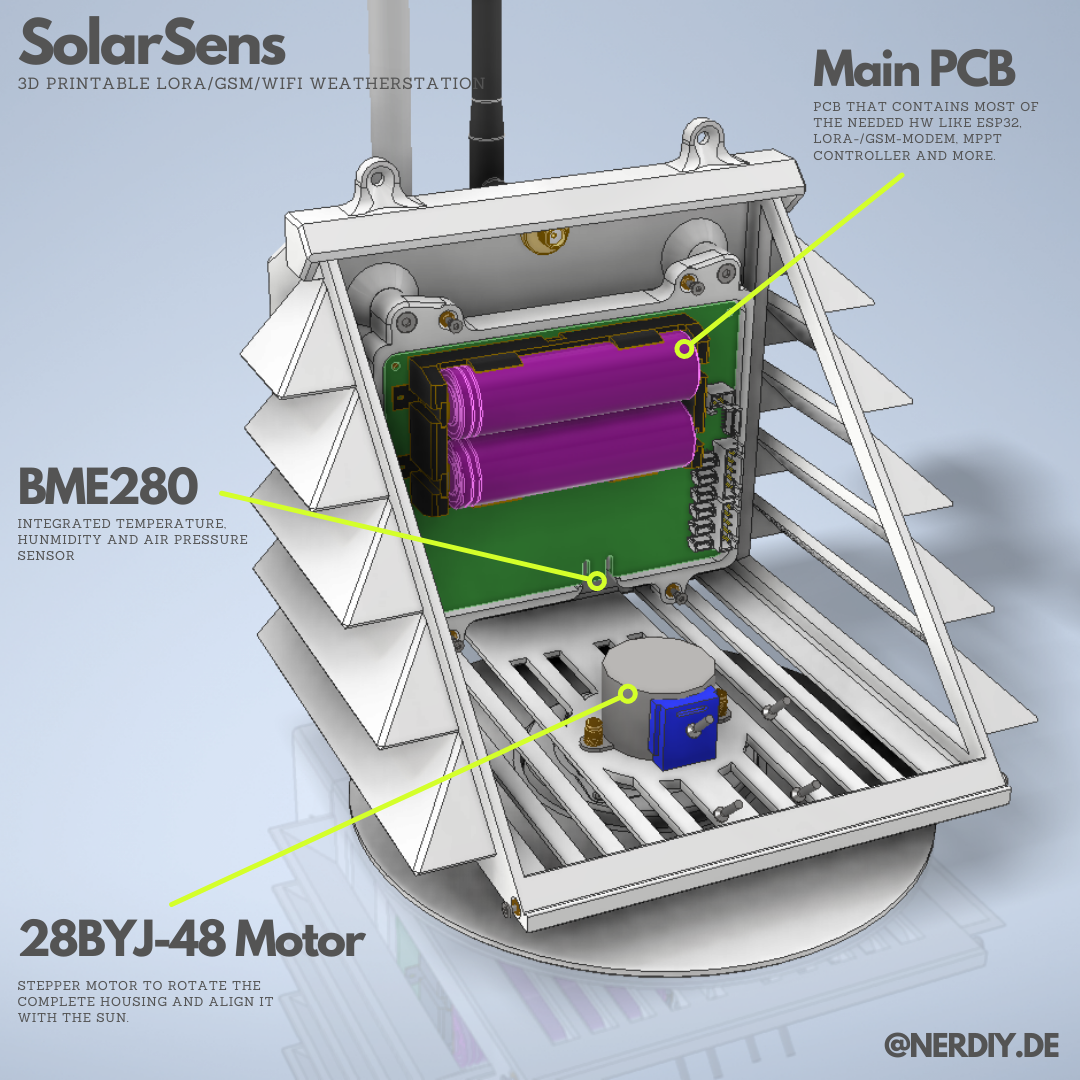 SolarSens
3D PRINTABLE LORA/GSM/WIFI WEATHERSTATION
Main PCB
PCB THAT CONTAINS MOST OF
THE NEEDED HW LIKE ESP32,
LORA-/GSM-MODEM, MPPT
CONTROLLER AND MORE.
BME280
INTEGRATED TEMPERATURE,
HUNMIDITY AND AIR PRESSURE
SENSOR
28BYJ-48 Motor
STEPPER MOTOR TO ROTATE THE
COMPLETE HOUSING AND ALIGN IT
WITH THE SUN.
@NERDIY.DE